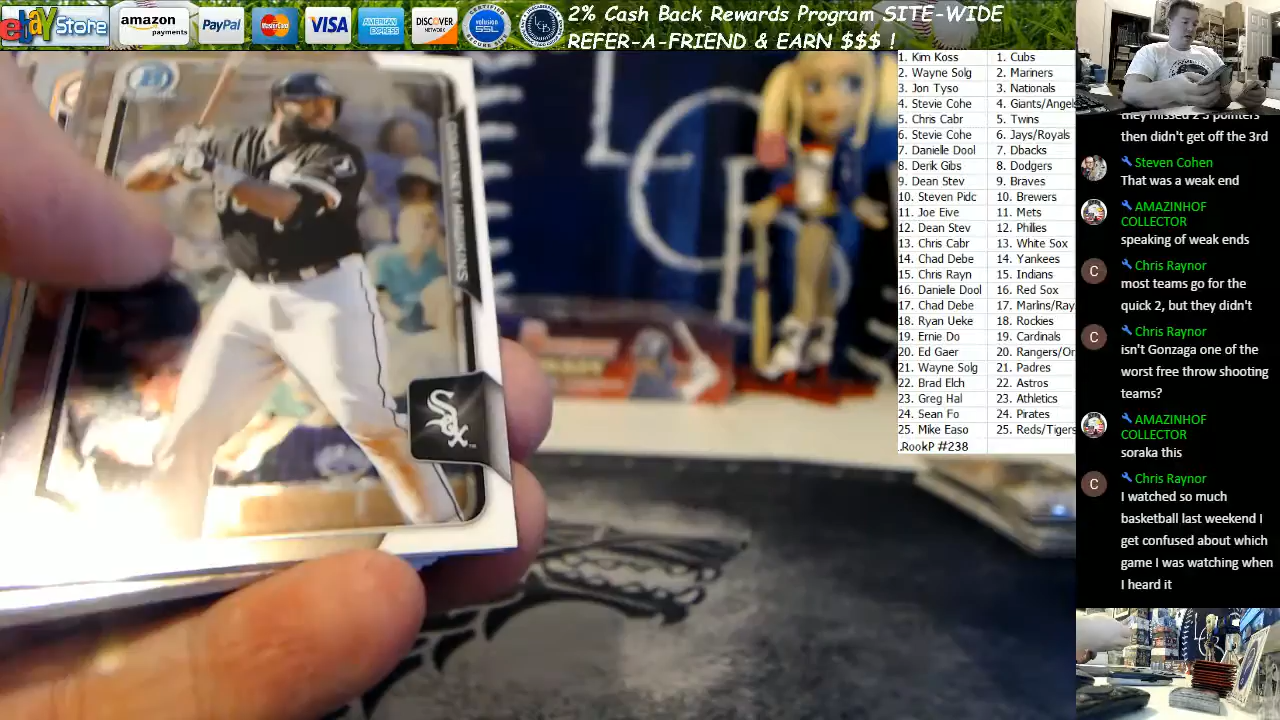 ebay Store
amazon
payments
PayPal
MasterCard
VISA
AMERICAN EXPRESS
DISCOVER
NETWORK
volusion
SSL
2% Cash Back Rewards Program SITE-WIDE
REFER-A-FRIEND & EARN $$$ !
1. Kim Koss 1. Cubs
2. Wayne Solg 2. Mariners
3. Jon Tyso 3. Nationals
4. Stevie Cohe 4. Giants/Angels
5. Chris Cabr 5. Twins
6. Stevie Cohe 6. Jays/Royals
7. Danielle Dool 7. Dbacks
8. Derik Gibs 8. Dodgers
9. Dean Stev 9. Braves
10. Steven Pidc 10. Brewers
11. Joe Eive 11. Mets
12. Dean Stev 12. Phillies
13. Chris Cabr 13. White Sox
14. Chad Debe 14. Yankees
15. Chris Rayn 15. Indians
16. Danielle Dool 16. Red Sox
17. Chad Debe 17. Marlins/Ray
18. Ryan Ueke 18. Rockies
19. Ernie Do 19. Cardinals
20. Ed Gaer 20. Rangers/Or
21. Wayne Solg 21. Padres
22. Brad Elch 22. Astros
23. Greg Hal 23. Athletics
24. Sean Fo 24. Pirates
25. Mike Easo 25. Reds/Tigers
.RookP #238
they missed 2 3 pointers
then didn't get off the 3rd
Steven Cohen
That was a weak end
AMAZINHOF
COLLECTOR
speaking of weak ends
C Chris Raynor
most teams go for the
quick 2, but they didn't
C Chris Raynor
isn't Gonzaga one of the
worst free throw shooting
teams?
AMAZINHOF
COLLECTOR
soraka this
C Chris Raynor
I watched so much
basketball last weekend I
get confused about which
game I was watching when
I heard it
Sox